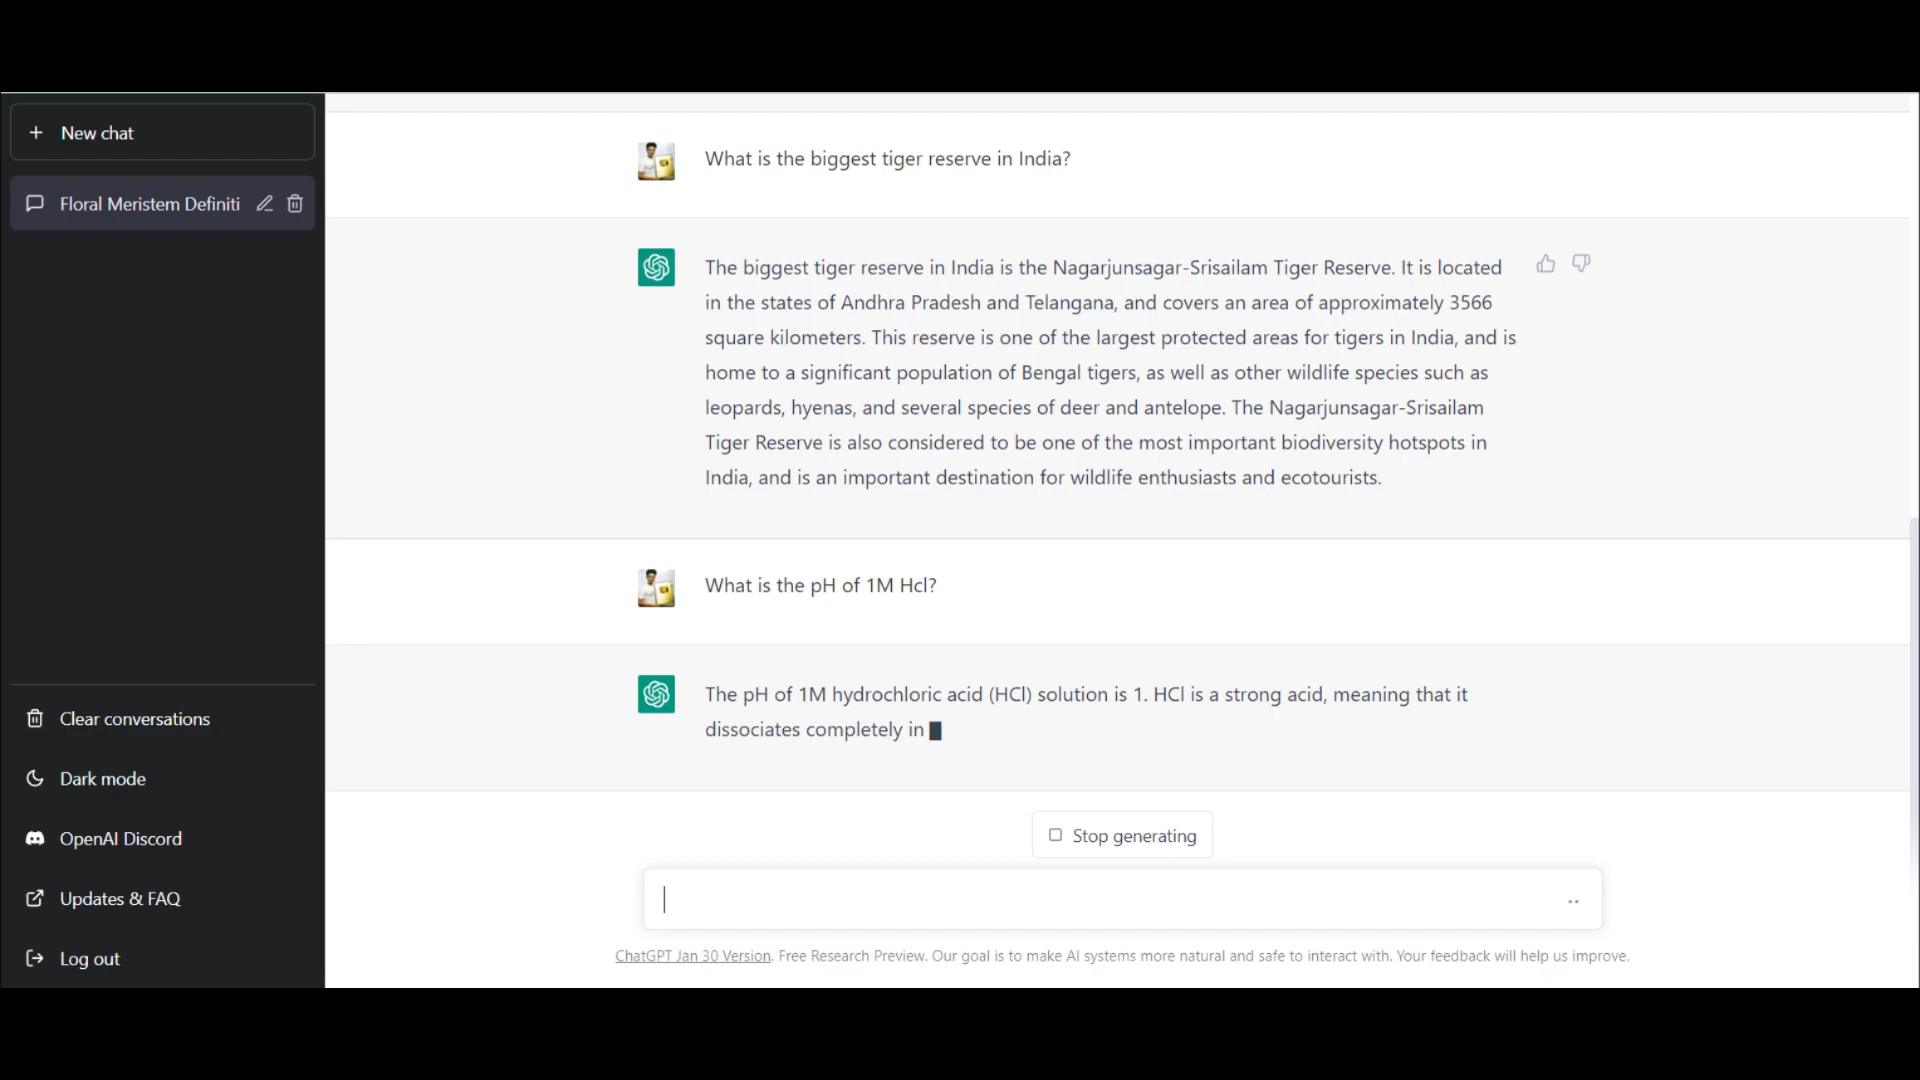 New chat
Floral Meristem Definiti
Clear conversations
Dark mode
OpenAI Discord
Updates & FAQ
Log out
What is the biggest tiger reserve in India?
The biggest tiger reserve in India is the Nagarjunsagar-Srisailam Tiger Reserve. It is located
in the states of Andhra Pradesh and Telangana, and covers an area of approximately 3566
square kilometers. This reserve is one of the largest protected areas for tigers in India, and is
home to a significant population of Bengal tigers, as well as other wildlife species such as
leopards, hyenas, and several species of deer and antelope. The Nagarjunsagar-Srisailam
Tiger Reserve is also considered to be one of the most important biodiversity hotspots in
India, and is an important destination for wildlife enthusiasts and ecotourists.
What is the pH of 1M Hcl?
The pH of 1M hydrochloric acid (HCl) solution is 1. HCl is a strong acid, meaning that it
dissociates completely in
Stop generating
ChatGPT Jan 30 Version. Free Research Preview. Our goal is to make AI systems more natural and safe to interact with. Your feedback will help us improve.